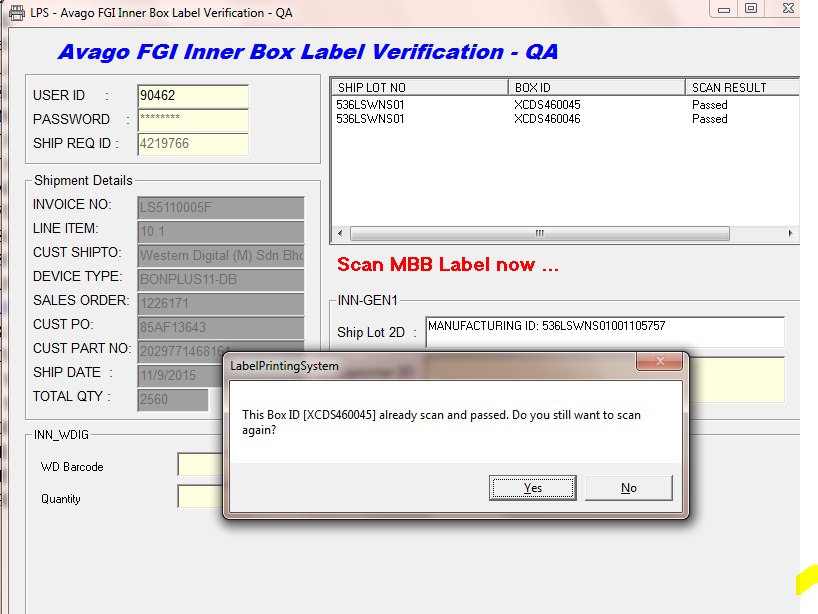 LPS - Avago FGI Inner Box Label Verification - QA
Avago FGI Inner Box Label Verification - QA
USER ID : 90462
PASSWORD : ********
SHIP REQ ID : 4219766
SHIP LOT NO BOX ID SCAN RESULT
536LSWNS01 XCDS460045 Passed
536LSWNS01 XCDS460046 Passed
Shipment Details
INVOICE NO: LS5110005F
LINE ITEM: 10.1
CUST SHIPTO: Western Digital (M) Sdn Bhd
DEVICE TYPE: BONPLUS11-DB
SALES ORDER: 1226171
CUST PO: 85AF13643
CUST PART NO: 2029771468161
SHIP DATE : 11/9/2015
TOTAL QTY : 2560
Scan MBB Label now ...
INN-GEN1
Ship Lot 2D : MANUFACTURING ID: 536LSWNS01001105757
LabelPrintingSystem
This Box ID [XCDS460045] already scan and passed. Do you still want to scan
again?
Yes No
INN_WDIG
WD Barcode
Quantity